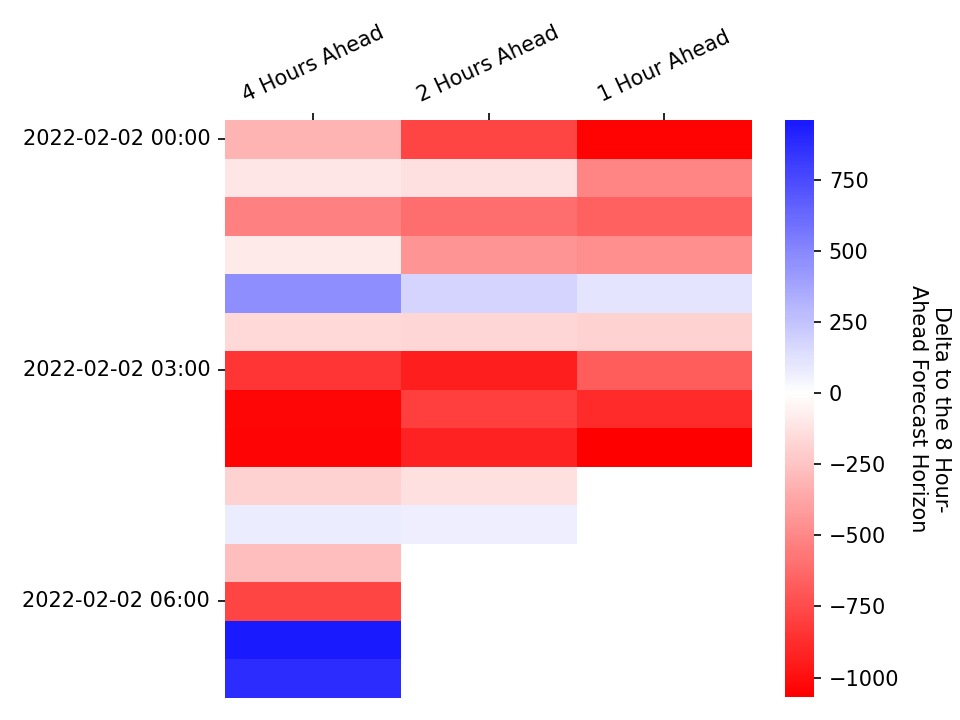 4 Hours Ahead
2 Hours Ahead
1 Hour Ahead
2022-02-02 00:00
2022-02-02 03:00
2022-02-02 06:00
750
500
250
0
−250
−500
−750
−1000
Delta to the 8 Hour-
Ahead Forecast Horizon